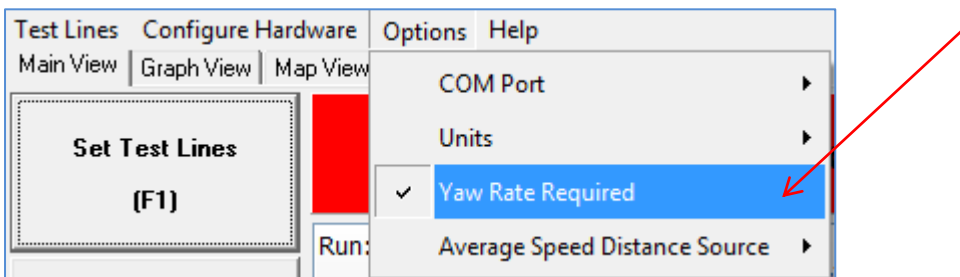 Test Lines Configure Hardware Options Help
Main View Graph View Map View
COM Port
Set Test Lines
(F1)
Units
Yaw Rate Required
Run:
Average Speed Distance Source